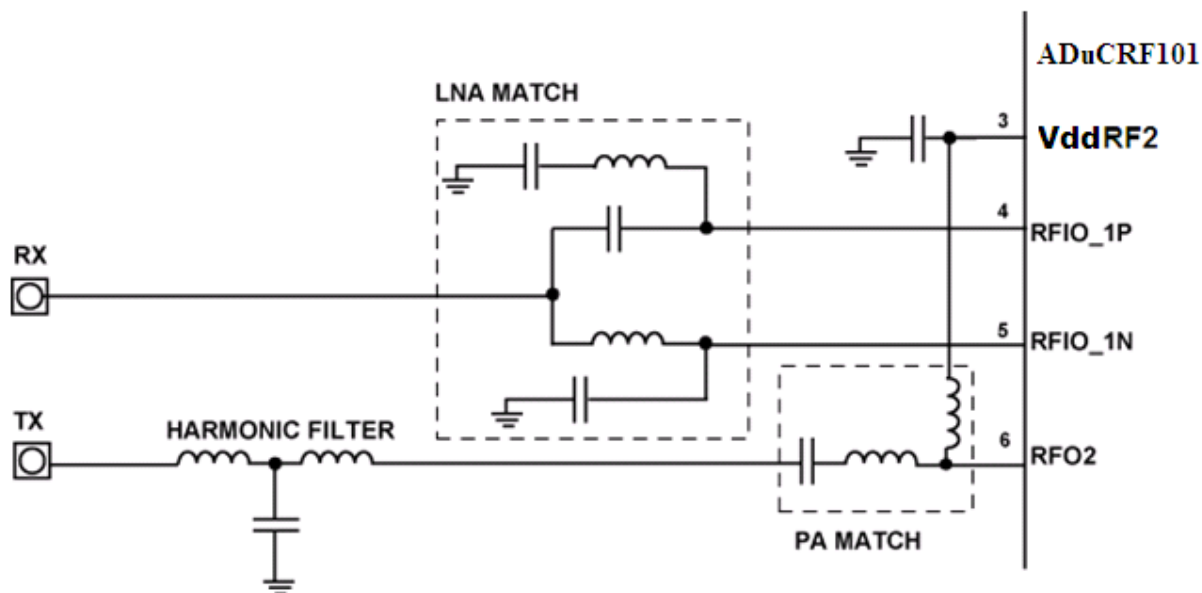 ADuCRF101
LNA MATCH
3
VddRF2
4
RFIO_1P
RX
5
RFIO_1N
TX
HARMONIC FILTER
6
RFO2
PA MATCH